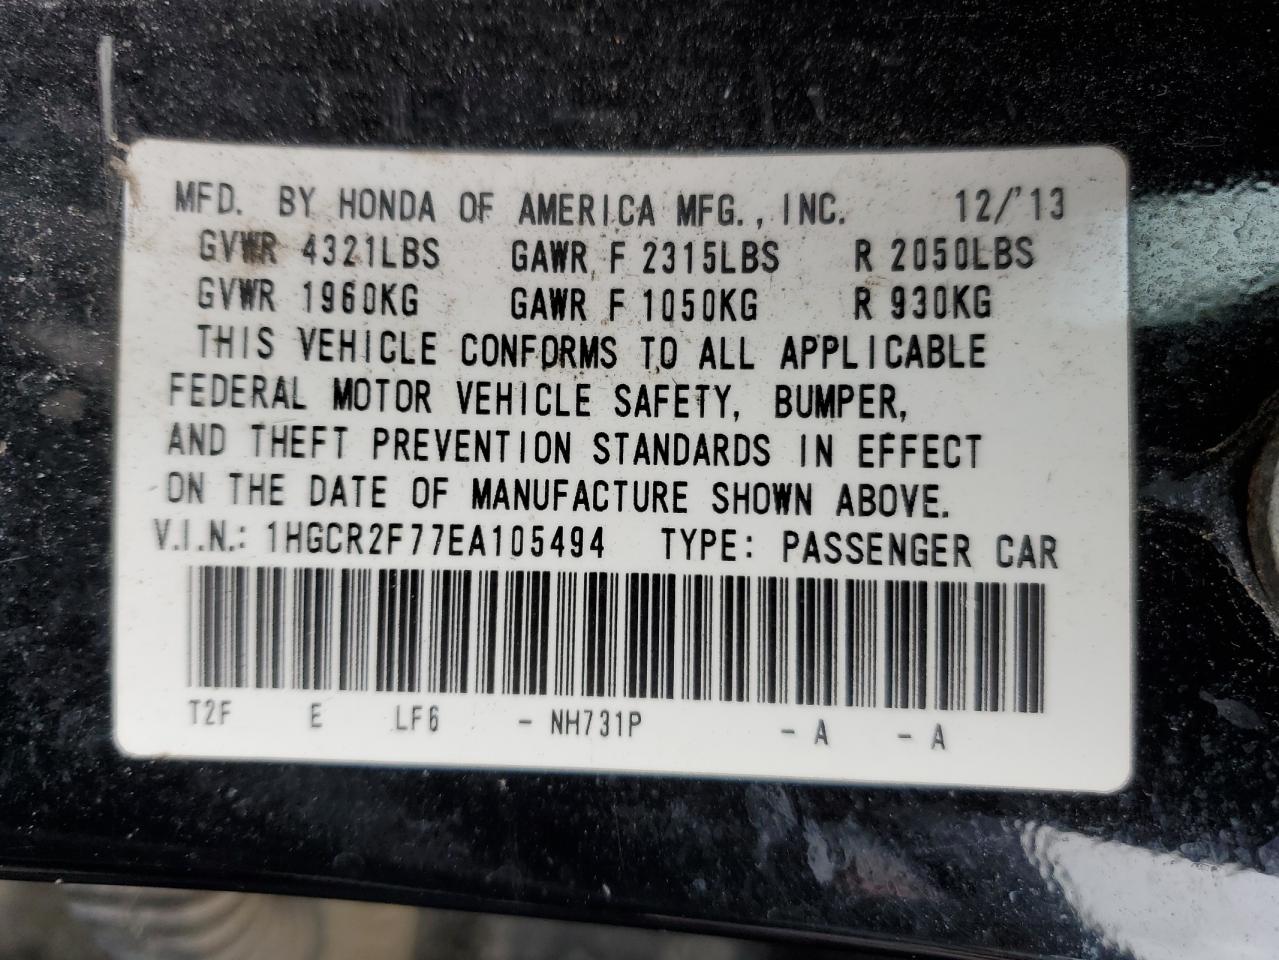 MFD. BY HONDA OF AMERICA MFG., INC. 12/'13
GVWR 4321LBS GAWR F 2315LBS R 2050LBS
GVWR 1960KG GAWR F 1050KG R 930KG
THIS VEHICLE CONFORMS TO ALL APPLICABLE
FEDERAL MOTOR VEHICLE SAFETY, BUMPER,
AND THEFT PREVENTION STANDARDS IN EFFECT
ON THE DATE OF MANUFACTURE SHOWN ABOVE.
V.I.N.: 1HGCR2F77EA105494 TYPE: PASSENGER CAR
T2F E LF6 - NH731P - A - A